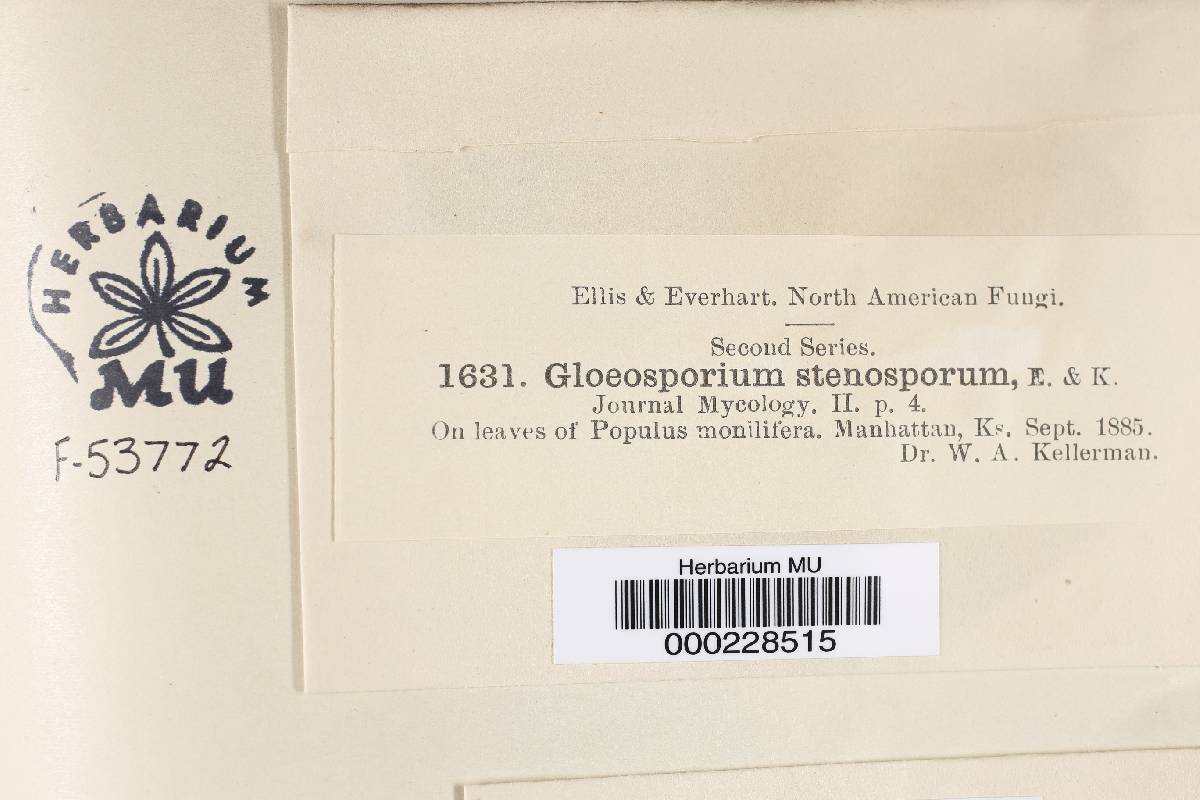 HERBARIUM
MU
F-53772
Ellis & Everhart. North American Fungi.
Second Series.
1631. Gloeosporium stenosporum, E. & K.
Journal Mycology, II. p. 4.
On leaves of Populus monilifera. Manhattan, Ks. Sept. 1885.
Dr. W. A. Kellerman.
Herbarium MU
000228515